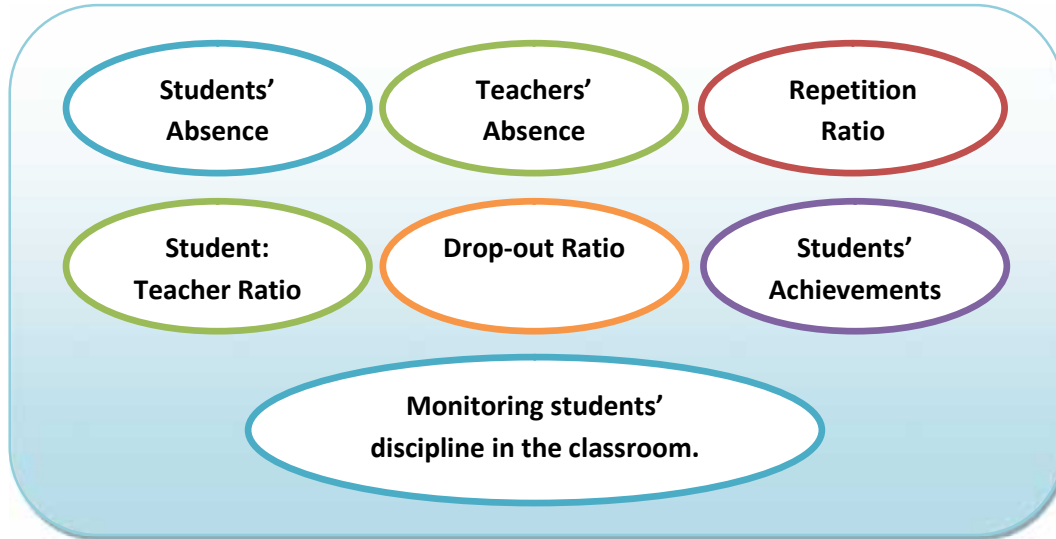 Students’
Absence
Teachers’
Absence
Repetition
Ratio
Student:
Teacher Ratio
Drop-out Ratio
Students’
Achievements
Monitoring students’
discipline in the classroom.